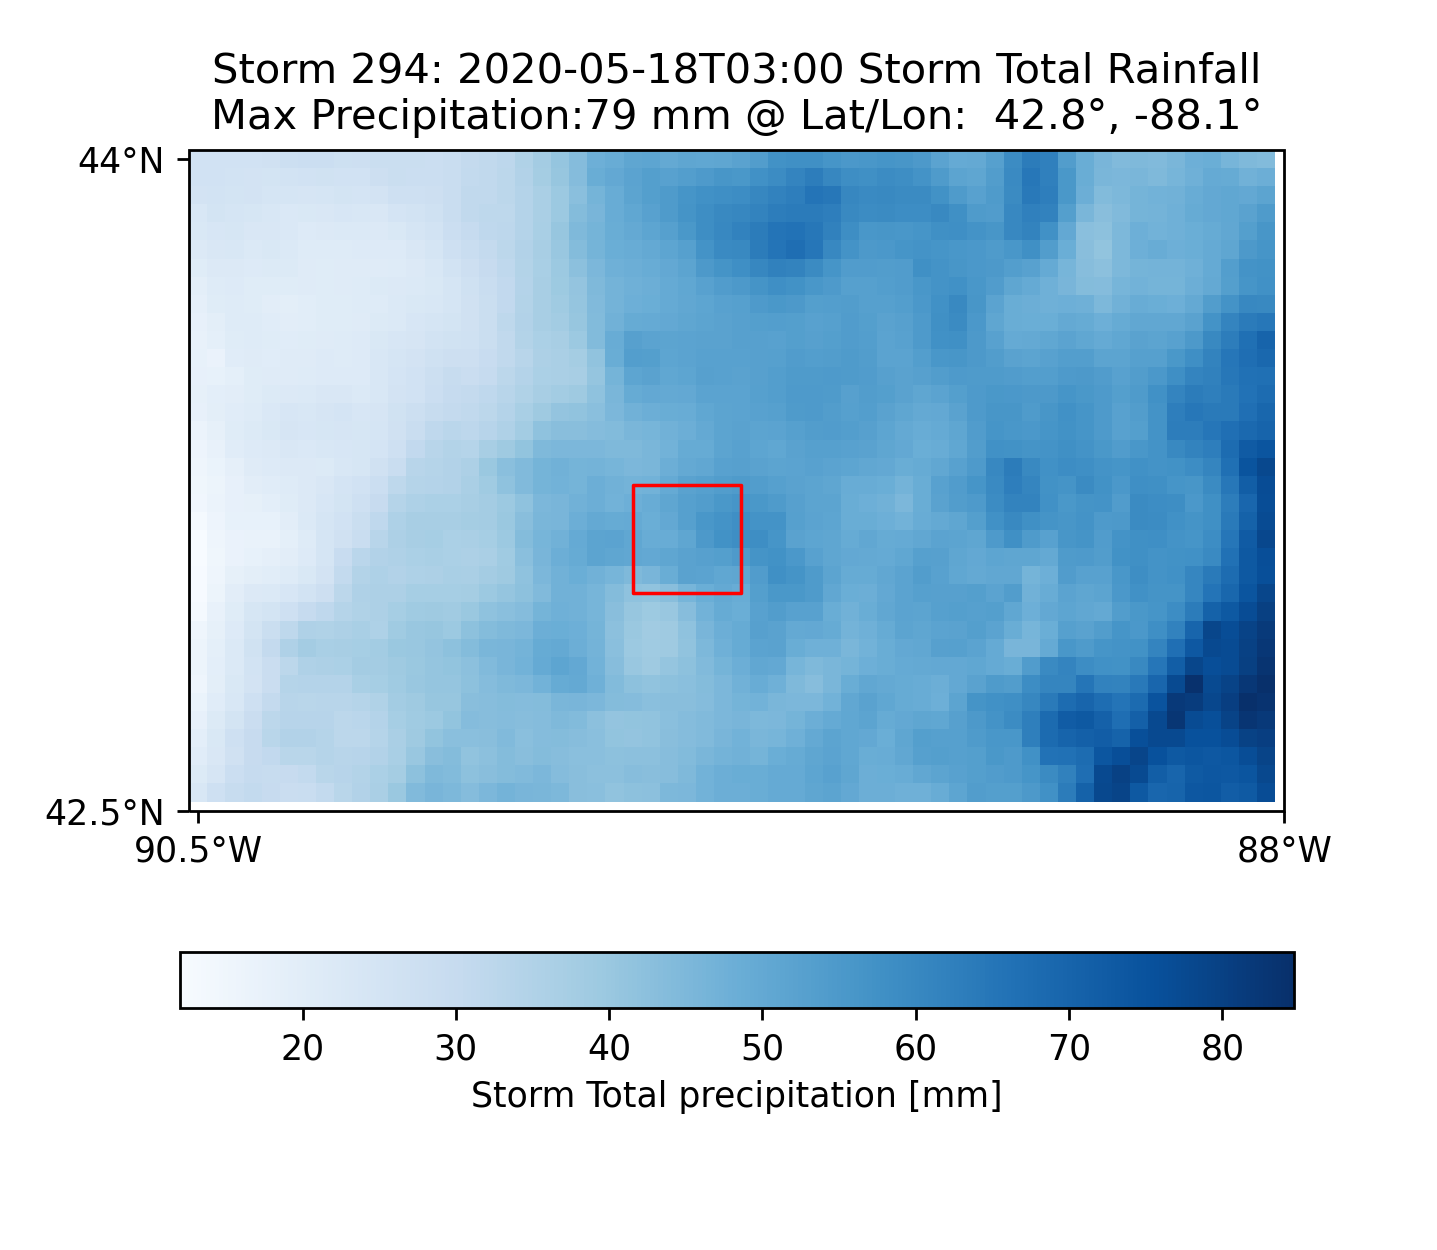 Storm 294: 2020-05-18T03:00 Storm Total Rainfall
Max Precipitation:79 mm @ Lat/Lon:  42.8°, -88.1°
44°N
42.5°N
90.5°W 88°W
20 30 40 50 60 70 80
Storm Total precipitation [mm]